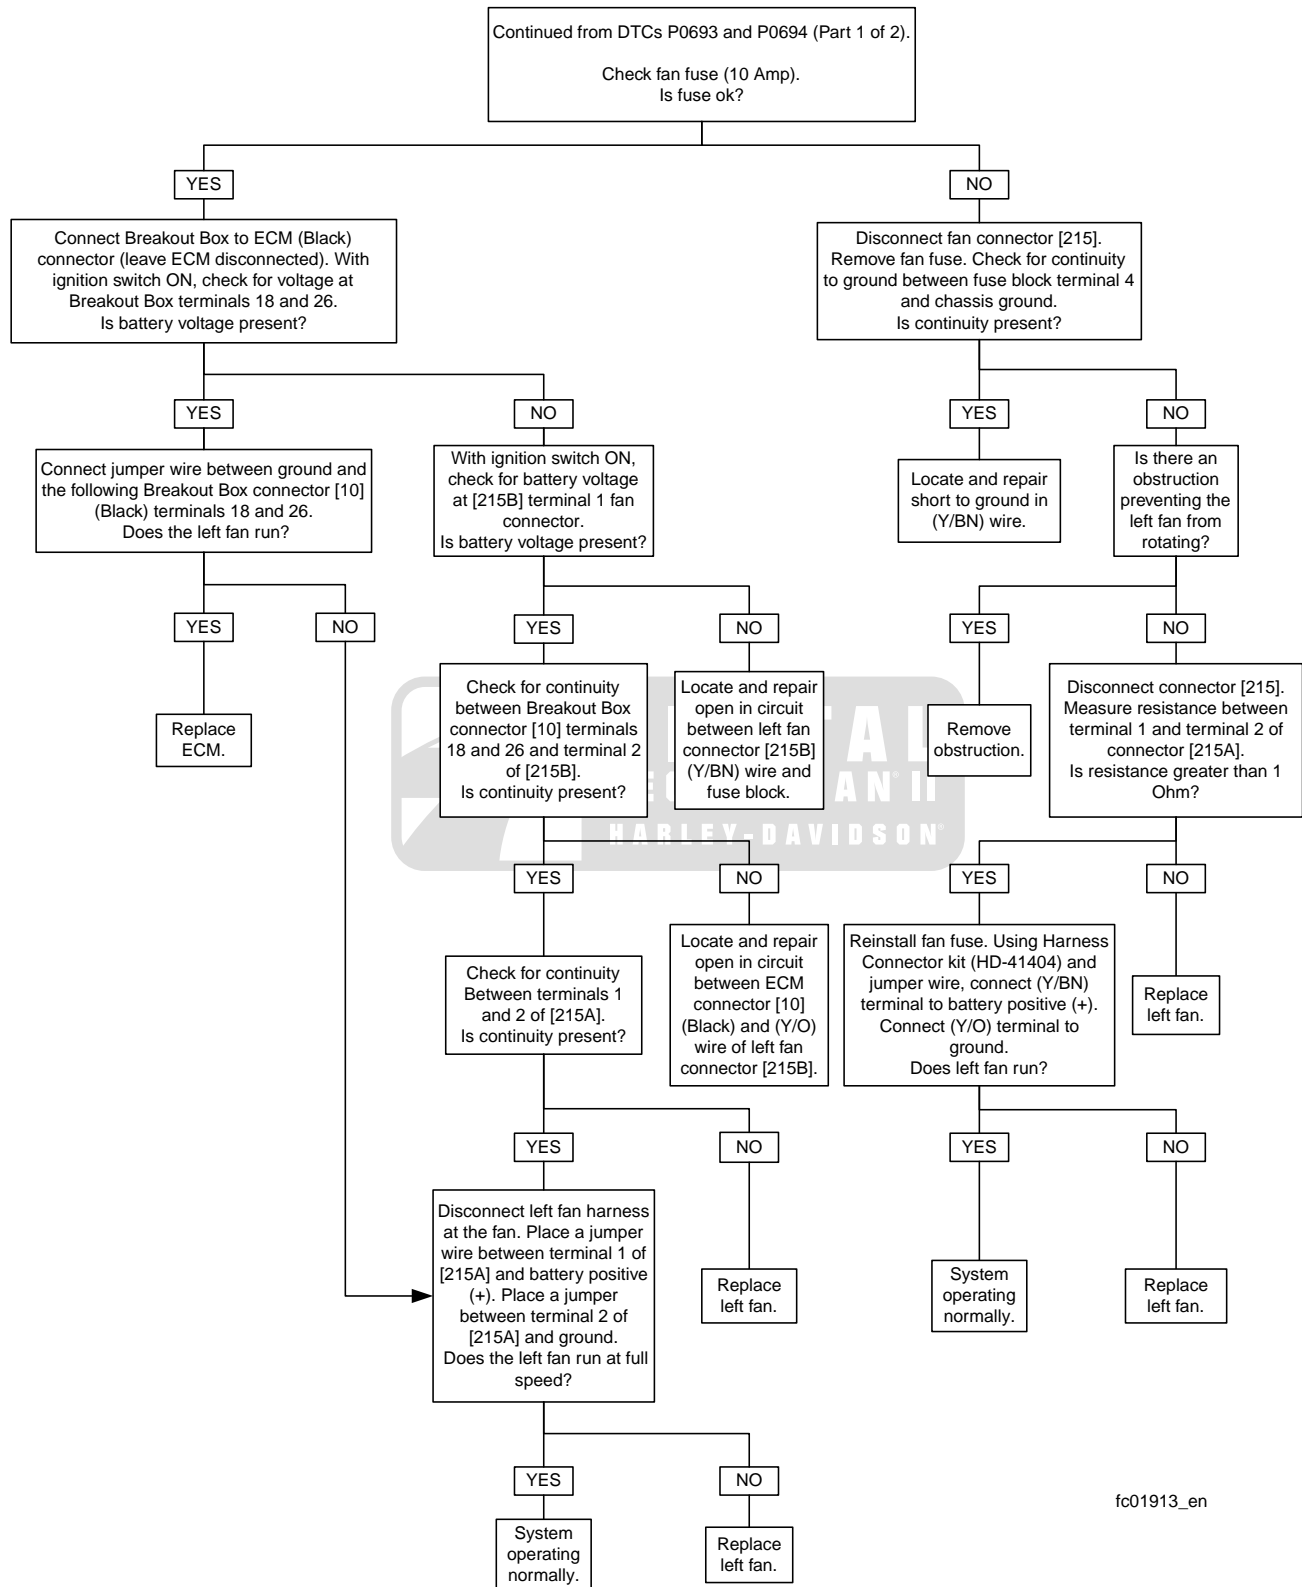 Continued from DTCs P0693 and P0694 (Part 1 of 2).
Check fan fuse (10 Amp).
Is fuse ok?
YES
NO
Connect Breakout Box to ECM (Black)
connector (leave ECM disconnected). With
ignition switch ON, check for voltage at
Breakout Box terminals 18 and 26.
Is battery voltage present?
Disconnect fan connector [215].
Remove fan fuse. Check for continuity
to ground between fuse block terminal 4
and chassis ground.
Is continuity present?
YES
NO
YES
NO
Connect jumper wire between ground and
the following Breakout Box connector [10]
(Black) terminals 18 and 26.
Does the left fan run?
With ignition switch ON,
check for battery voltage
at [215B] terminal 1 fan
connector.
Is battery voltage present?
Locate and repair
short to ground in
(Y/BN) wire.
Is there an
obstruction
preventing the
left fan from
rotating?
YES
NO
YES
NO
YES
NO
Replace
ECM.
Check for continuity
between Breakout Box
connector [10] terminals
18 and 26 and terminal 2
of [215B].
Is continuity present?
Locate and repair
open in circuit
between left fan
connector [215B]
(Y/BN) wire and
fuse block.
Remove
obstruction.
Disconnect connector [215].
Measure resistance between
terminal 1 and terminal 2 of
connector [215A].
Is resistance greater than 1
Ohm?
HARLEY-DAVIDSON®
YES
NO
YES
NO
Check for continuity
Between terminals 1
and 2 of [215A].
Is continuity present?
Locate and repair
open in circuit
between ECM
connector [10]
(Black) and (Y/O)
wire of left fan
connector [215B].
Reinstall fan fuse. Using Harness
Connector kit (HD-41404) and
jumper wire, connect (Y/BN)
terminal to battery positive (+).
Connect (Y/O) terminal to
ground.
Does left fan run?
Replace
left fan.
YES
NO
YES
NO
Disconnect left fan harness
at the fan. Place a jumper
wire between terminal 1 of
[215A] and battery positive
(+). Place a jumper
between terminal 2 of
[215A] and ground.
Does the left fan run at full
speed?
Replace
left fan.
System
operating
normally.
Replace
left fan.
YES
NO
System
operating
normally.
Replace
left fan.
fc01913_en